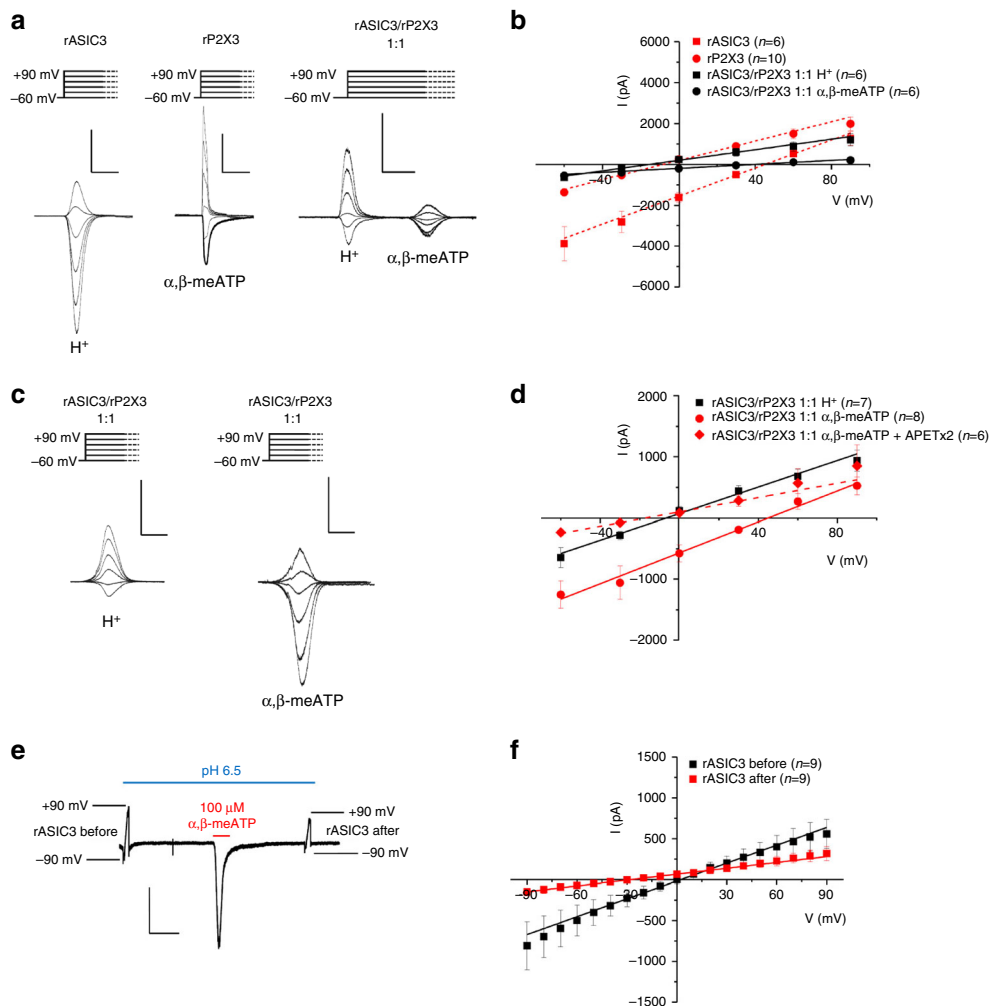 a
rASIC3
rP2X3
rASIC3/rP2X3
1:1
+90 mV
−60 mV
+90 mV
−60 mV
+90 mV
−60 mV
H+
α,β-meATP
H+
α,β-meATP
b
6000
4000
2000
−2000
−4000
−6000
I (pA)
−40
40
80
V (mV)
rASIC3 (n=6)
rP2X3 (n=10)
rASIC3/rP2X3 1:1 H+ (n=6)
rASIC3/rP2X3 1:1 α,β-meATP (n=6)
c
rASIC3/rP2X3
1:1
rASIC3/rP2X3
1:1
+90 mV
−60 mV
+90 mV
−60 mV
H+
α,β-meATP
d
2000
1000
−1000
−2000
I (pA)
−40
40
80
V (mV)
rASIC3/rP2X3 1:1 H+ (n=7)
rASIC3/rP2X3 1:1 α,β-meATP (n=8)
rASIC3/rP2X3 1:1 α,β-meATP + APETx2 (n=6)
e
pH 6.5
+90 mV
rASIC3 before
−90 mV
100 μM
α,β-meATP
+90 mV
rASIC3 after
−90 mV
f
1500
1000
500
−500
−1000
−1500
I (pA)
−90
−60
−30
0
30
60
90
V (mV)
rASIC3 before (n=9)
rASIC3 after (n=9)